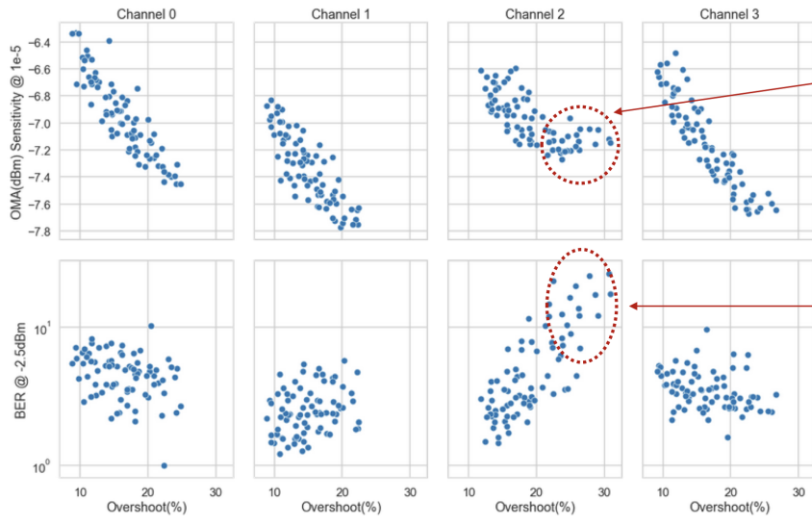 Channel 0
Channel 1
Channel 2
Channel 3
OMA(dBm) Sensitivity @ 1e-5
−6.4
−6.6
−6.8
−7.0
−7.2
−7.4
−7.6
−7.8
BER @ -2.5dBm
10¹
10⁰
10 20 30
10 20 30
10 20 30
10 20 30
Overshoot(%)
Overshoot(%)
Overshoot(%)
Overshoot(%)